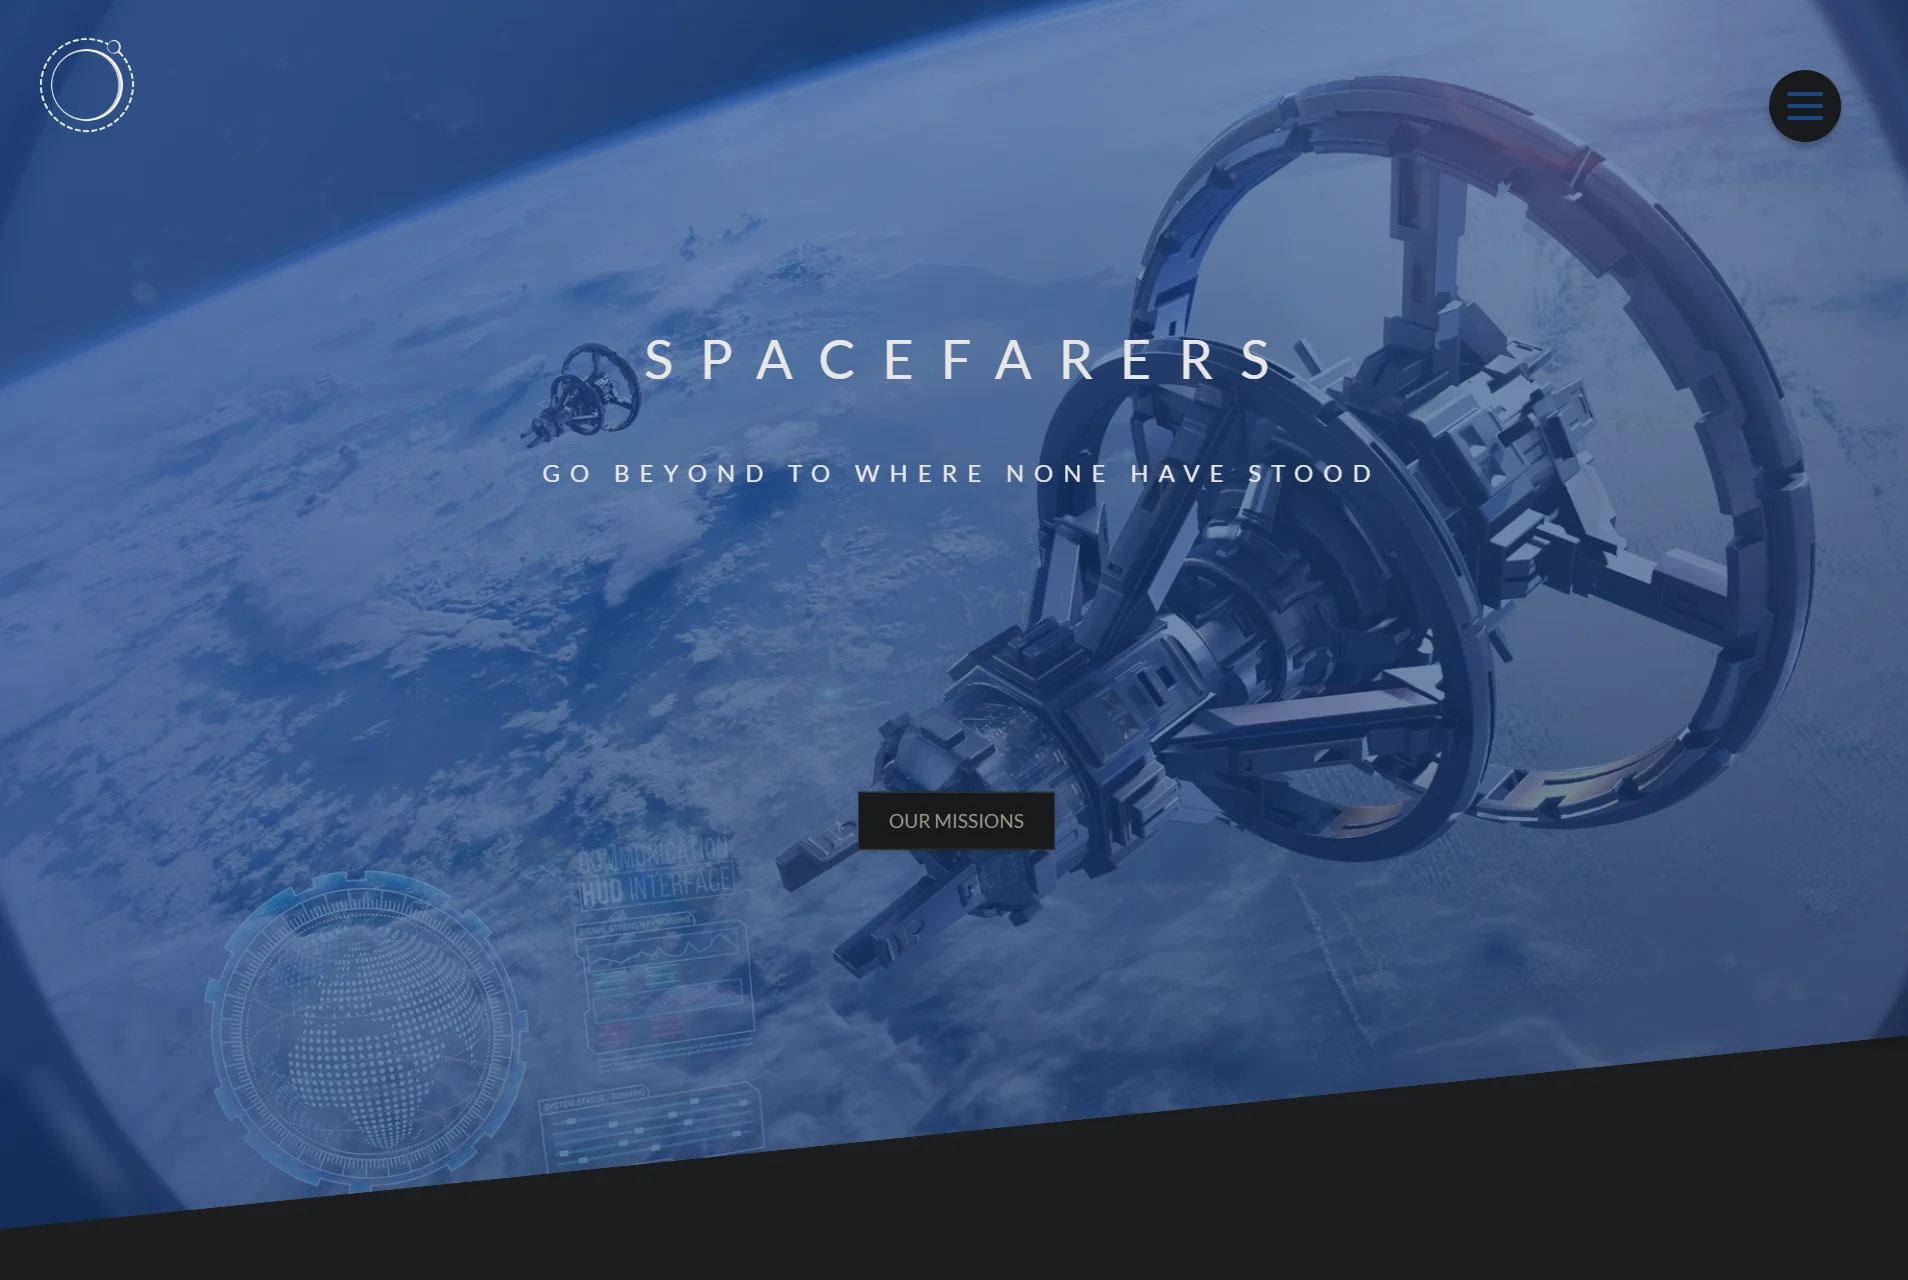 SPACEFARERS
GO BEYOND TO WHERE NONE HAVE STOOD
OUR MISSIONS
COMMUNICATION
HUD INTERFACE
SIGNAL STRENGTH - WORKING
SYSTEM STATUS - RUNNING